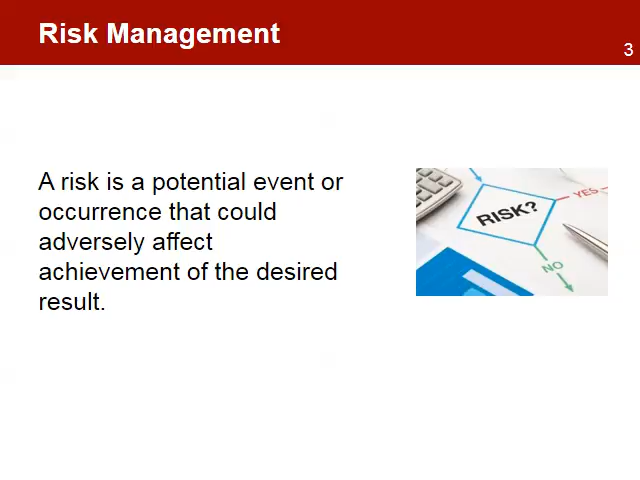 Risk Management
3
A risk is a potential event or
occurrence that could
adversely affect
achievement of the desired
result.
RISK?
YES
NO